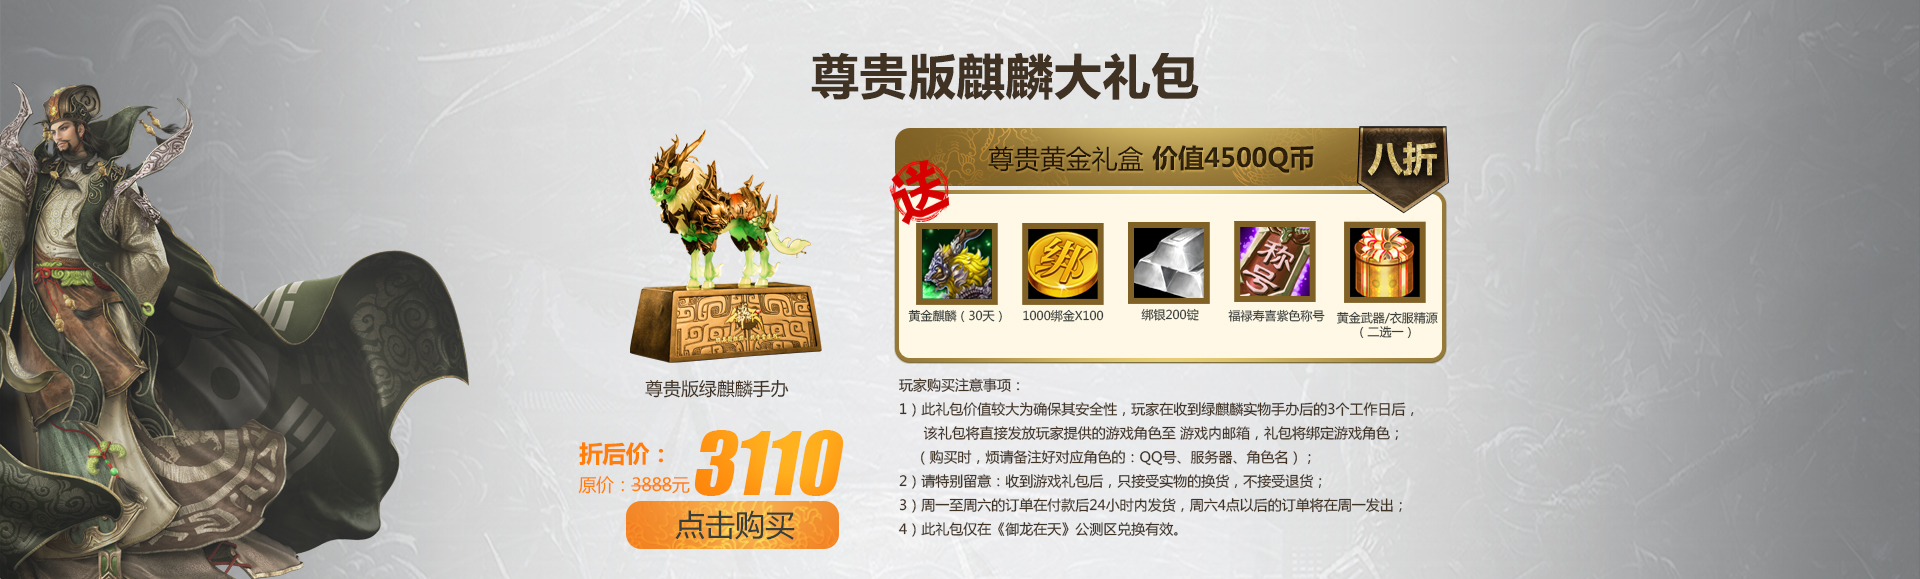 尊贵版麒麟大礼包
尊贵黄金礼盒 价值4500Q币
八折
送
绑
称号
黄金麒麟（30天）
1000绑金X100
绑银200锭
福禄寿喜紫色称号
黄金武器/衣服精源
（二选一）
尊贵版绿麒麟手办
折后价：
3110
原价：3888元
点击购买
玩家购买注意事项：
1）此礼包价值较大为确保其安全性，玩家在收到绿麒麟实物手办后的3个工作日后，
该礼包将直接发放玩家提供的游戏角色至 游戏内邮箱，礼包将绑定游戏角色；
（购买时，烦请备注好对应角色的：QQ号、服务器、角色名）；
2）请特别留意：收到游戏礼包后，只接受实物的换货，不接受退货；
3）周一至周六的订单在付款后24小时内发货，周六4点以后的订单将在周一发出；
4）此礼包仅在《御龙在天》公测区兑换有效。